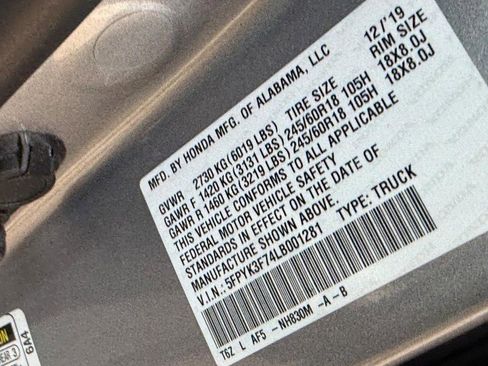 MFD. BY HONDA MFG. OF ALABAMA, LLC 12/'19
TIRE SIZE RIM SIZE
GVWR 2730 KG (6019 LBS)
GAWR F 1420 KG (3131 LBS) 245/60R18 105H 18X8.0J
GAWR R 1460 KG (3219 LBS) 245/60R18 105H 18X8.0J
THIS VEHICLE CONFORMS TO ALL APPLICABLE
FEDERAL MOTOR VEHICLE SAFETY
STANDARDS IN EFFECT ON THE DATE OF
MANUFACTURE SHOWN ABOVE.
V.I.N.: 5FPYK3F74LB001281 TYPE: TRUCK
T6Z L AF5 -NH830M -A -B
6A4